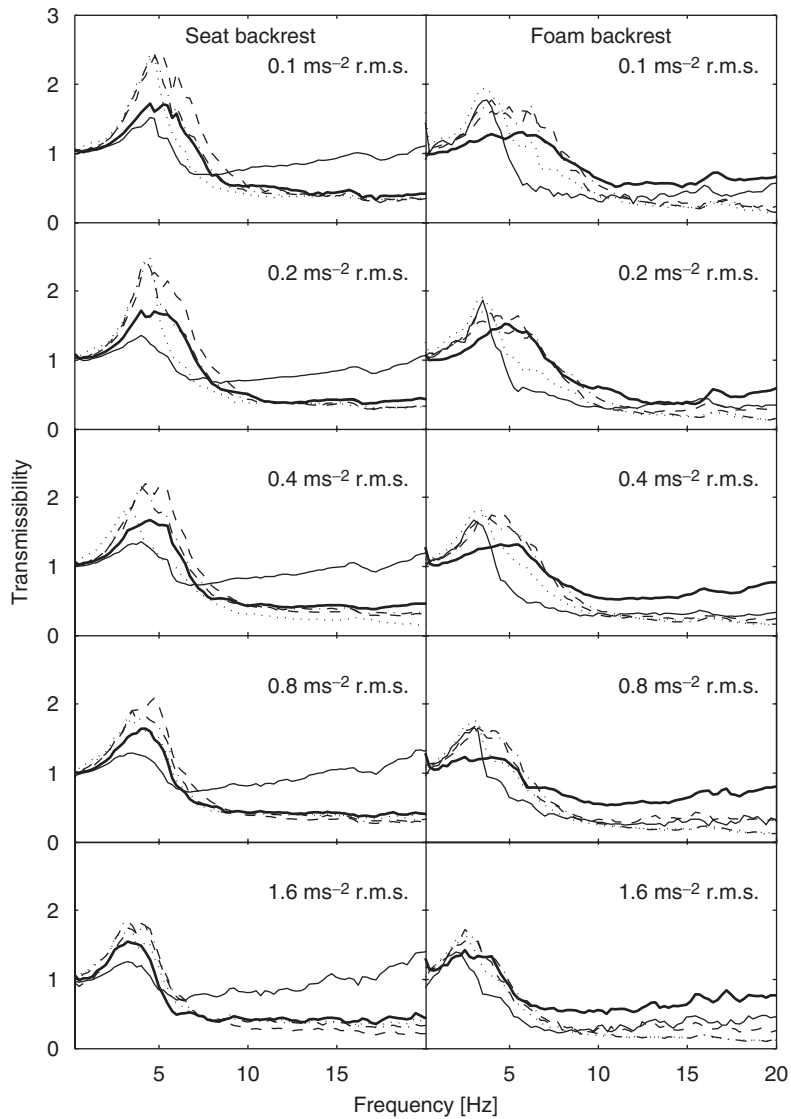 3
Seat backrest
Foam backrest
0.1 ms⁻² r.m.s.
0.1 ms⁻² r.m.s.
2
1
0
0.2 ms⁻² r.m.s.
0.2 ms⁻² r.m.s.
2
1
0
Transmissibility
0.4 ms⁻² r.m.s.
0.4 ms⁻² r.m.s.
2
1
0
0.8 ms⁻² r.m.s.
0.8 ms⁻² r.m.s.
2
1
0
1.6 ms⁻² r.m.s.
1.6 ms⁻² r.m.s.
2
1
0
5 10 15 5 10 15 20
Frequency [Hz]